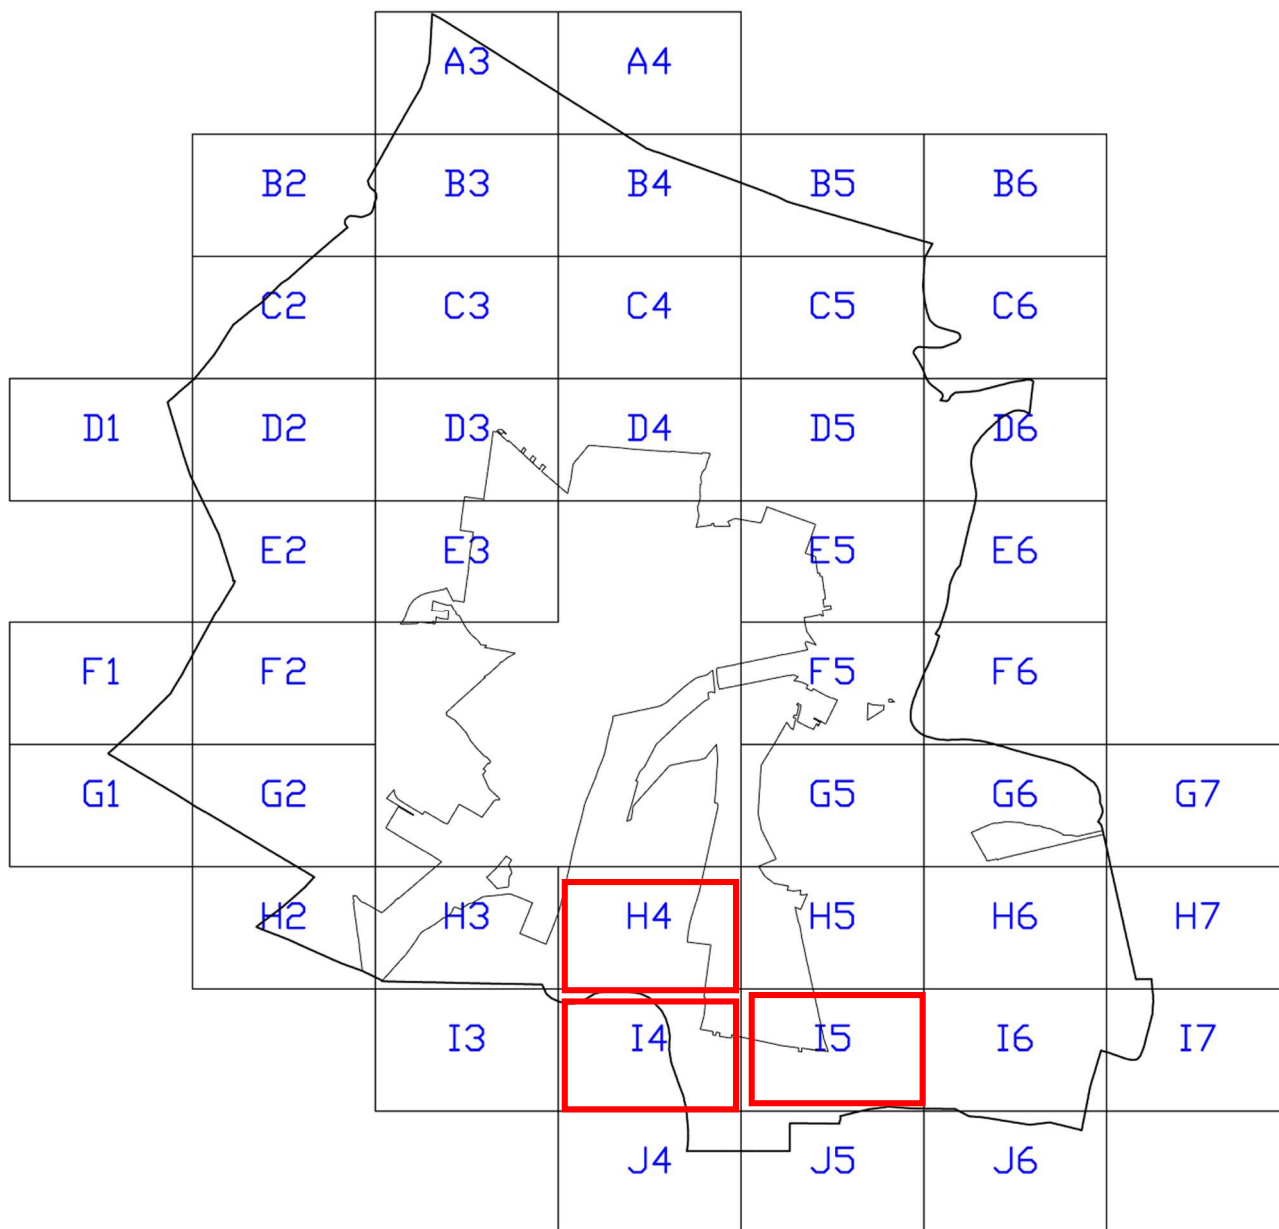 A3 A4
B2 B3 B4 B5 B6
C2 C3 C4 C5 C6
D1 D2 D3 D4 D5 D6
E2 E3 E5 E6
F1 F2 F5 F6
G1 G2 G5 G6 G7
H2 H3 H4 H5 H6 H7
I3 I4 I5 I6 I7
J4 J5 J6